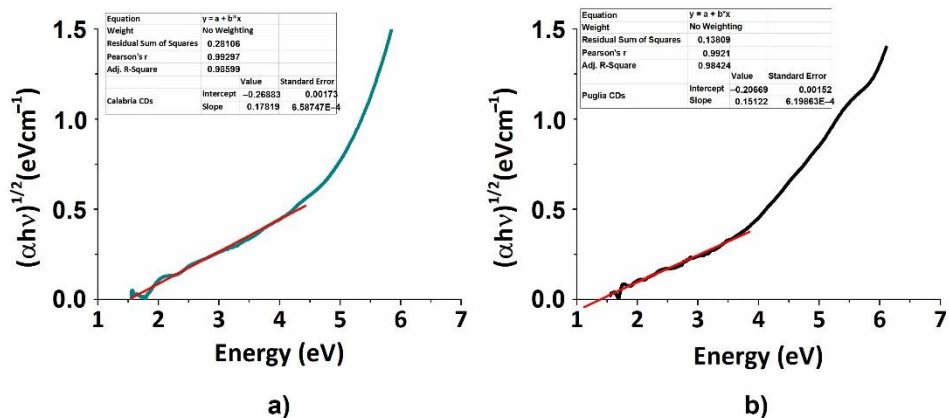 Equation y = a + b*x
Weight No Weighting
Residual Sum of Squares 0.28106
Pearson's r 0.99297
Adj. R-Square 0.98599
Value Standard Error
Calabria CDs Intercept −0.26883 0.00173
Slope 0.17819 6.58747E−4
1.5
1.0
0.5
0.0
(αhν)1/2(eVcm−1)
1 2 3 4 5 6 7
Energy (eV)
a)
Equation y = a + b*x
Weight No Weighting
Residual Sum of Squares 0.13809
Pearson's r 0.9921
Adj. R-Square 0.98424
Value Standard Error
Puglia CDs Intercept −0.20669 0.00152
Slope 0.15122 6.19863E−4
1.5
1.0
0.5
0.0
(αhν)1/2(eVcm−1)
1 2 3 4 5 6 7
Energy (eV)
b)